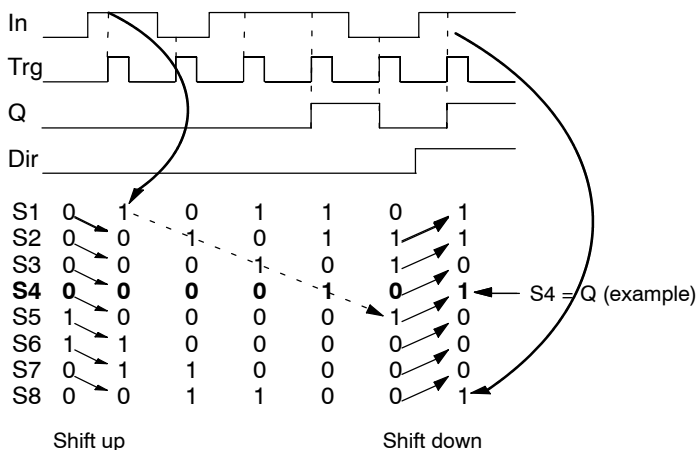 In
Trg
Q
Dir
S1 0 1 0 1 1 0 1
S2 0 0 1 0 1 1 1
S3 0 0 0 1 0 1 0
S4 0 0 0 0 1 0 1 S4 = Q (example)
S5 1 0 0 0 0 1 0
S6 1 1 0 0 0 0 0
S7 0 1 1 0 0 0 0
S8 0 0 1 1 0 0 1
Shift up Shift down